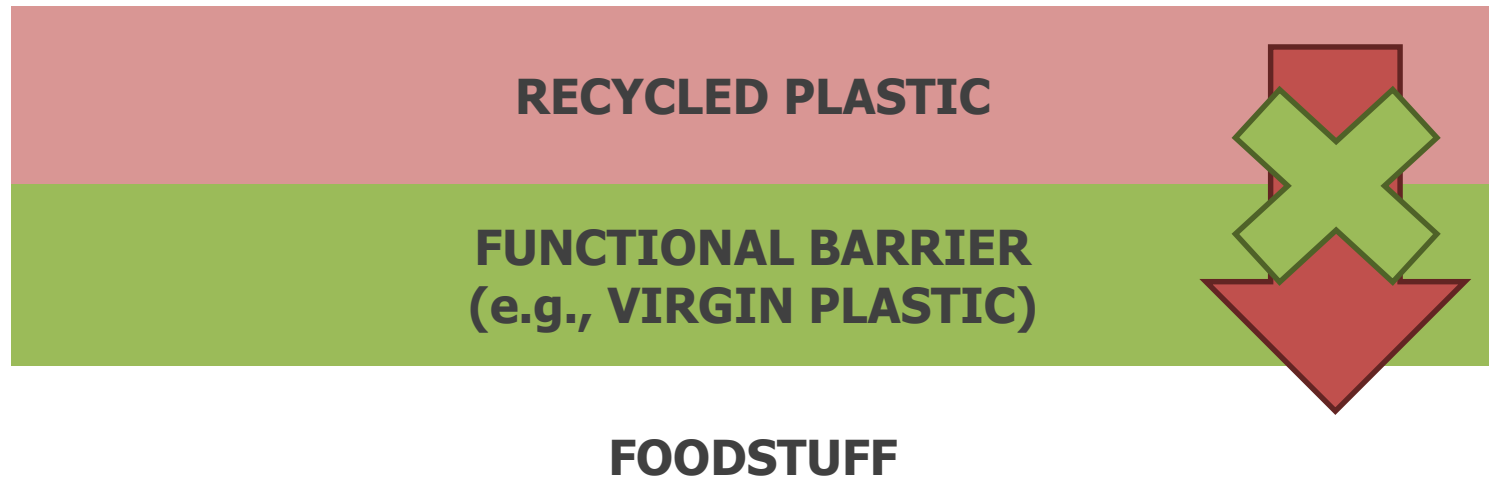 RECYCLED PLASTIC
FUNCTIONAL BARRIER
(e.g., VIRGIN PLASTIC)
FOODSTUFF